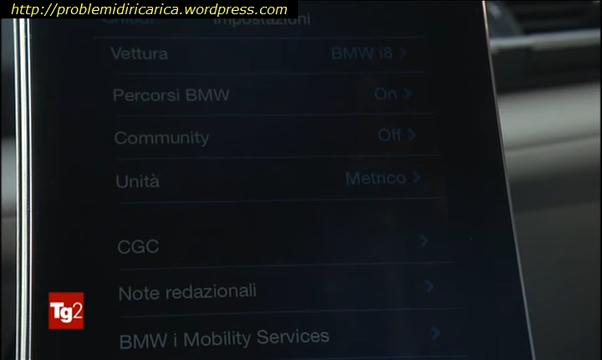 http://problemidiricarica.wordpress.com
Chiudi Impostazioni
Vettura BMW i8 >
Percorsi BMW On >
Community Off >
Unità Metrico >
CGC >
Note redazionali >
BMW i Mobility Services >
Tg2